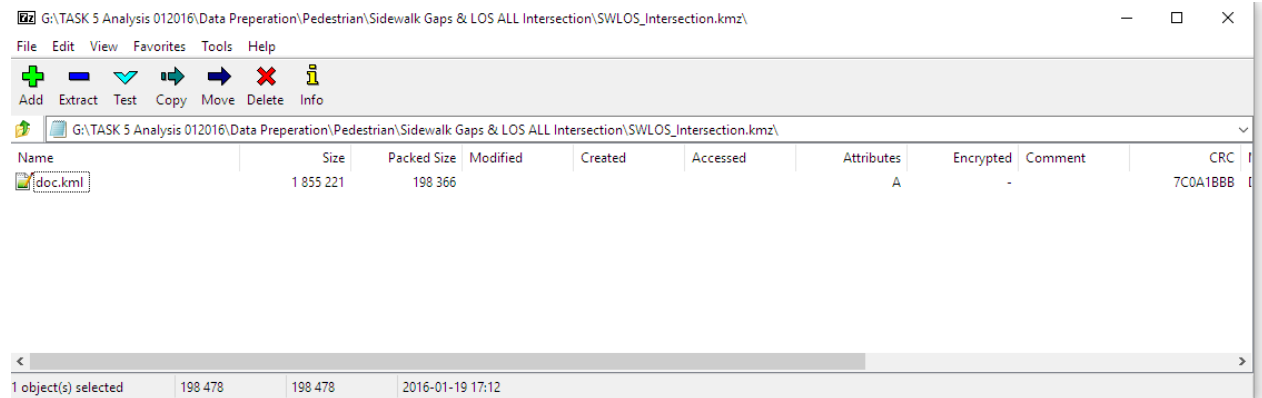 7z G:\TASK 5 Analysis 012016\Data Preperation\Pedestrian\Sidewalk Gaps & LOS ALL Intersection\SWLOS_Intersection.kmz\
File Edit View Favorites Tools Help
Add Extract Test Copy Move Delete Info
G:\TASK 5 Analysis 012016\Data Preperation\Pedestrian\Sidewalk Gaps & LOS ALL Intersection\SWLOS_Intersection.kmz\
Name Size Packed Size Modified Created Accessed Attributes Encrypted Comment CRC
doc.kml 1 855 221 198 366 A - 7C0A1BBB
1 object(s) selected 198 478 198 478 2016-01-19 17:12